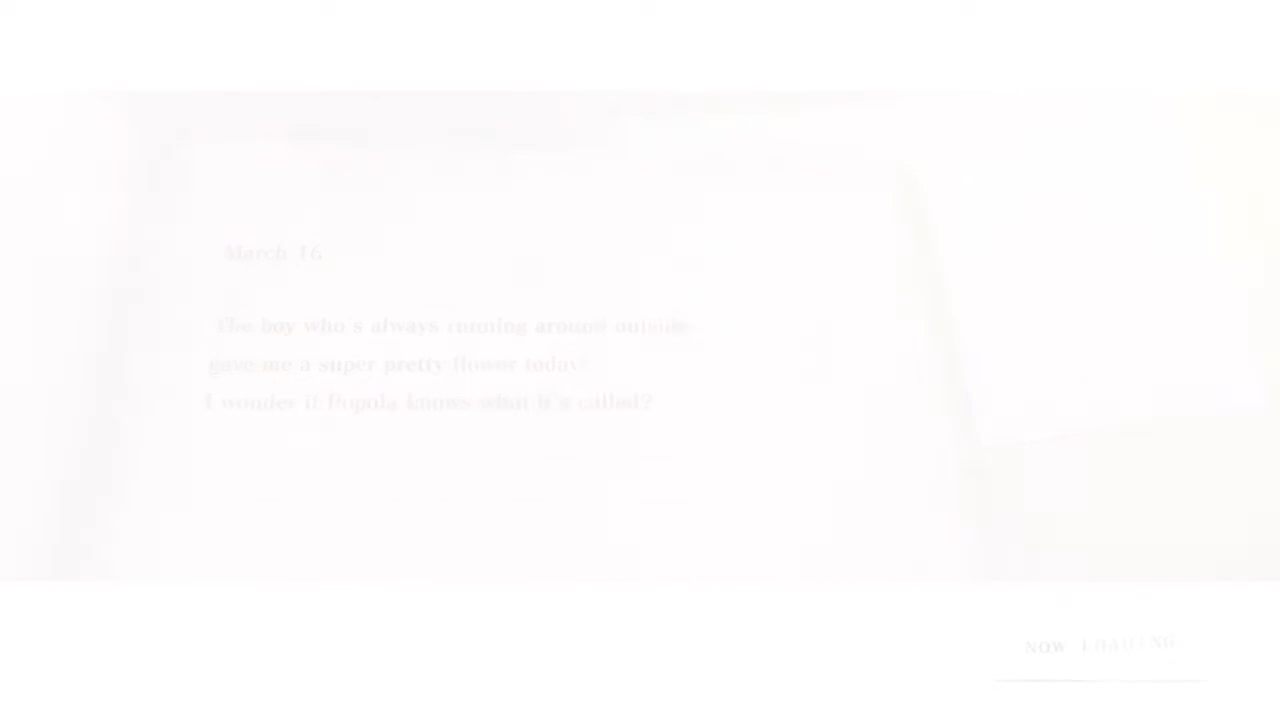 March 16
The boy who's always running around outside
gave me a super pretty flower today!
I wonder if Popola knows what it's called?
NOW LOADING